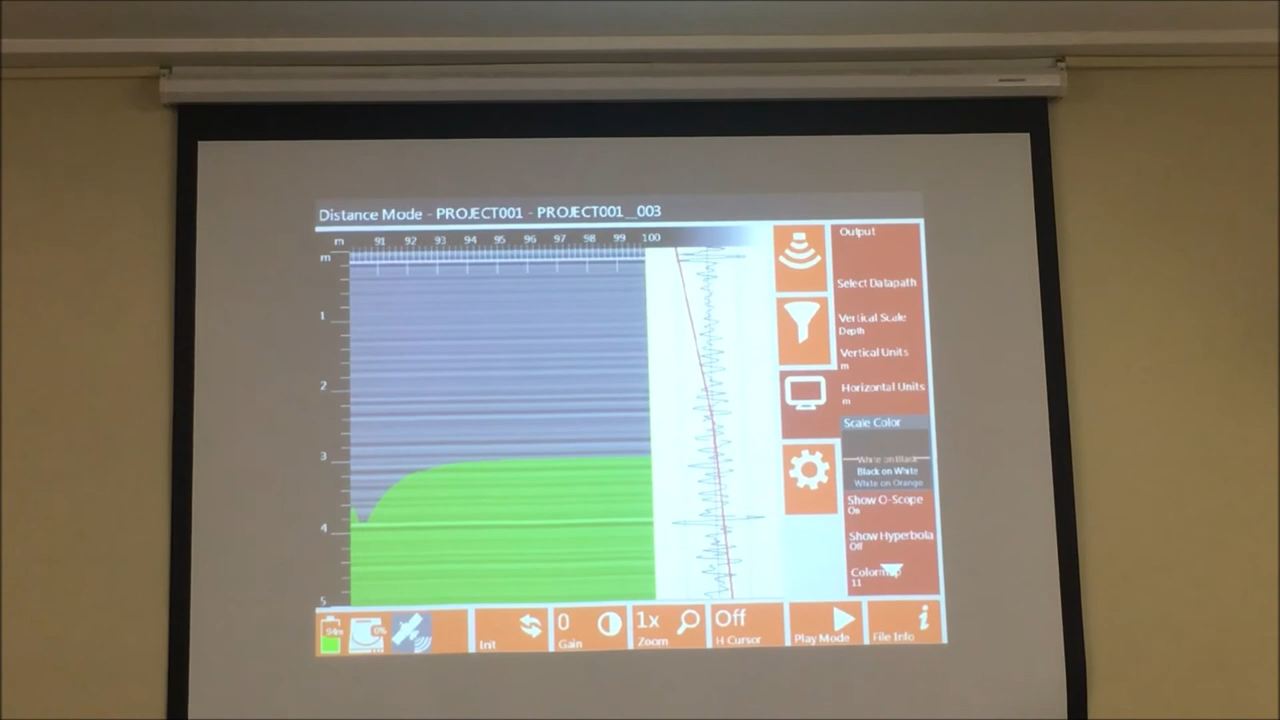 Distance Mode - PROJECT001 - PROJECT001__003
m 91 92 93 94 95 96 97 98 99 100
m
1
2
3
4
5
Output
Select Datapath
Vertical Scale
Depth
Vertical Units
m
Horizontal Units
m
Scale Color
White on Black
Black on White
White on Orange
Show O-Scope
On
Show Hyperbola
Off
11
0%
Init
0
Gain
1x
Zoom
Off
H Cursor
Play Mode
i
File Info